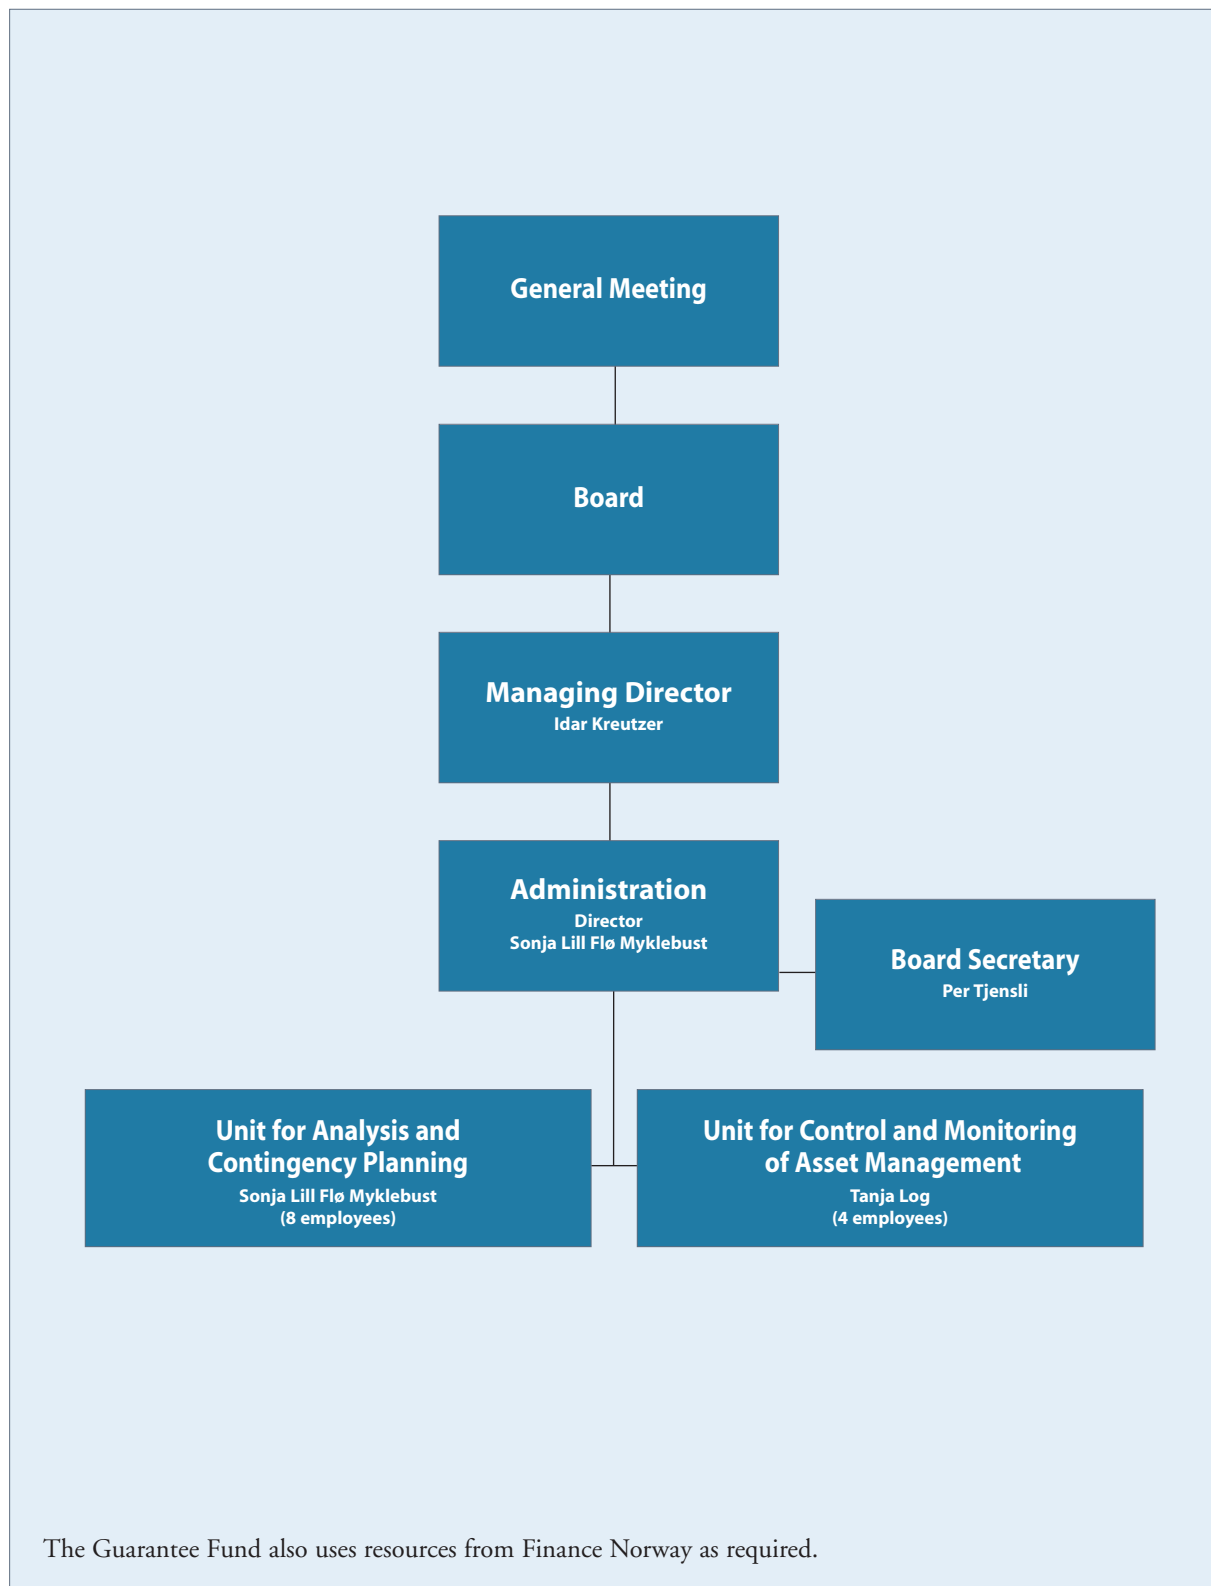 General Meeting
Board
Managing Director
Idar Kreutzer
Administration
Director
Sonja Lill Flø Myklebust
Board Secretary
Per Tjensli
Unit for Analysis and
Contingency Planning
Sonja Lill Flø Myklebust
(8 employees)
Unit for Control and Monitoring
of Asset Management
Tanja Log
(4 employees)
The Guarantee Fund also uses resources from Finance Norway as required.